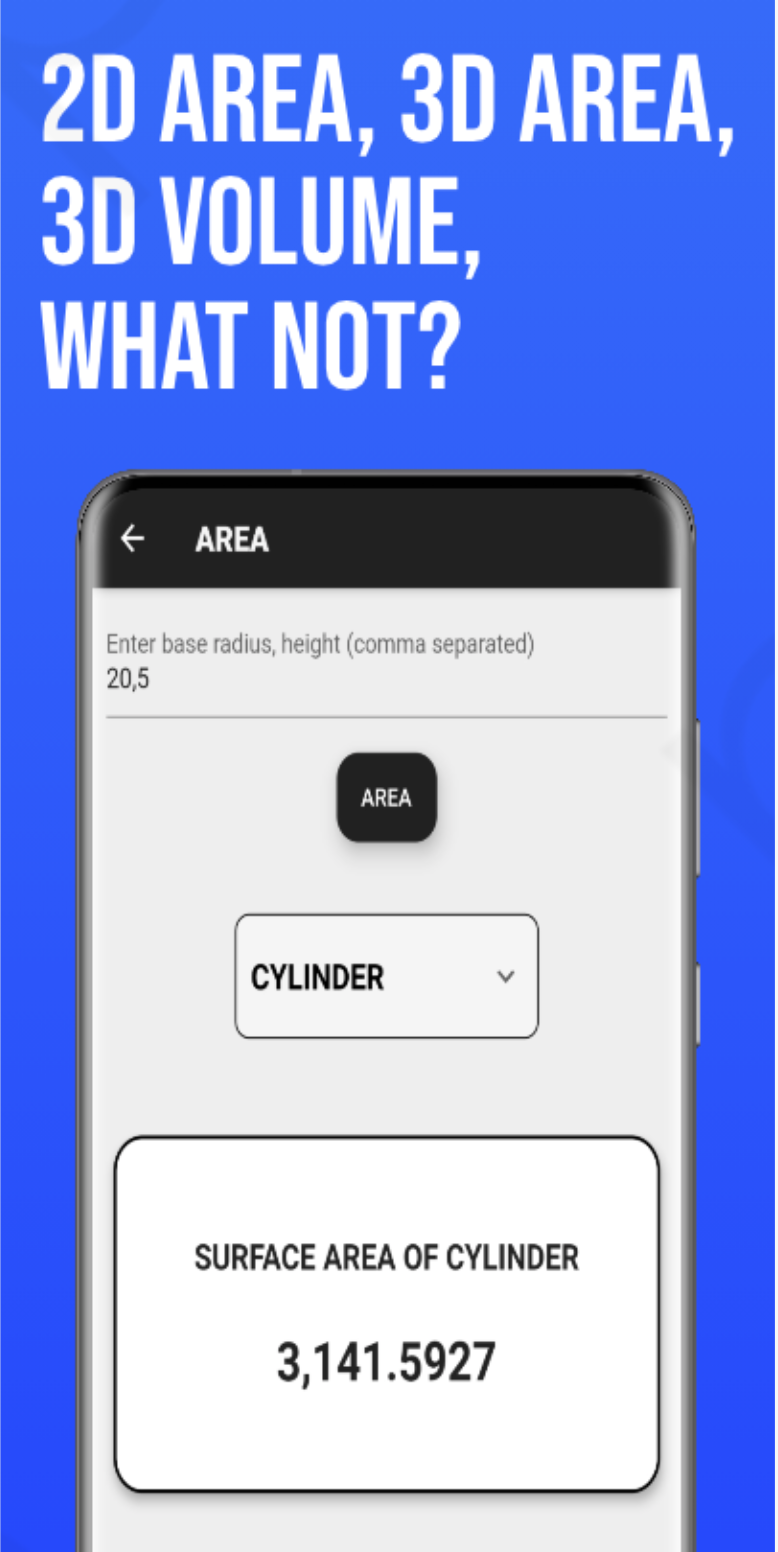 2D AREA, 3D AREA,
3D VOLUME,
WHAT NOT?
AREA
Enter base radius, height (comma separated)
20,5
AREA
CYLINDER
SURFACE AREA OF CYLINDER
3,141.5927